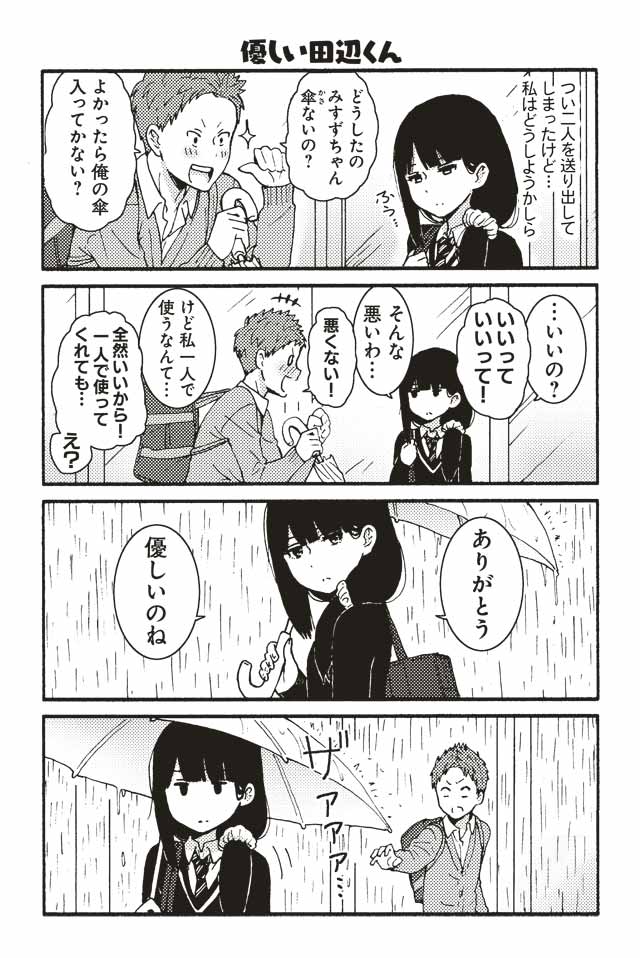 優しい田辺くん
つい二人を送り出して
しまったけど…
私はどうしようかしら
ふぅ…
どうしたの
みすずちゃん
傘ないの?
かさ
よかったら俺の傘
入ってかない?
…いいの?
いいって
いいって!
そんな
悪いわ…
悪くない!
けど私一人で
使うなんて…
全然いいから!
一人で使って
くれても…
え?
ありがとう
優しいのね
ザァァァァ…